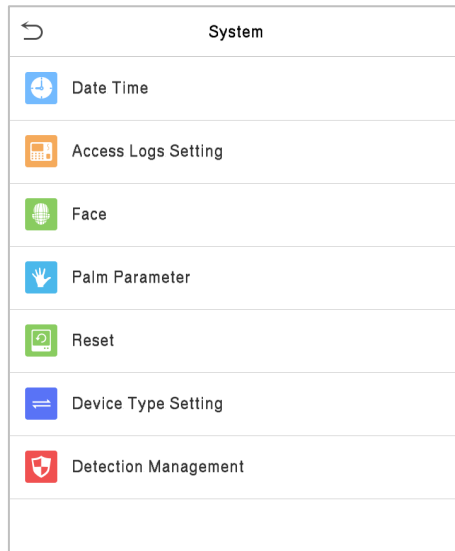 System
Date Time
Access Logs Setting
Face
Palm Parameter
Reset
Device Type Setting
Detection Management